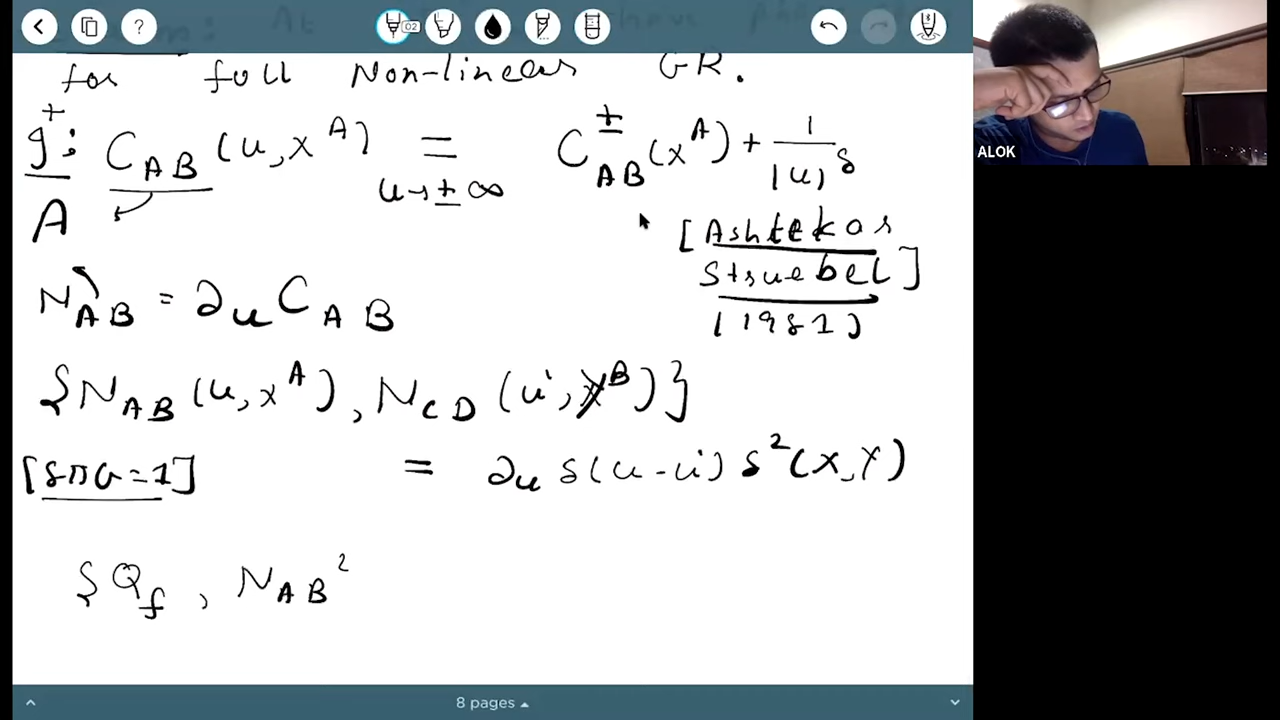 for full Non-linear GR.
g⁺: C_AB (u, x^A) = C^±_AB (x^A) + 1/|u|^δ
u → ± ∞
A
[Ashtekar
Struebel]
(1981)
N_AB = ∂_u C_AB
{N_AB (u, x^A), N_CD (u', x^B)}
[8πG=1] = ∂_u δ(u-u') δ²(x,y)
{Q_f , N_AB}
ALOK
8 pages